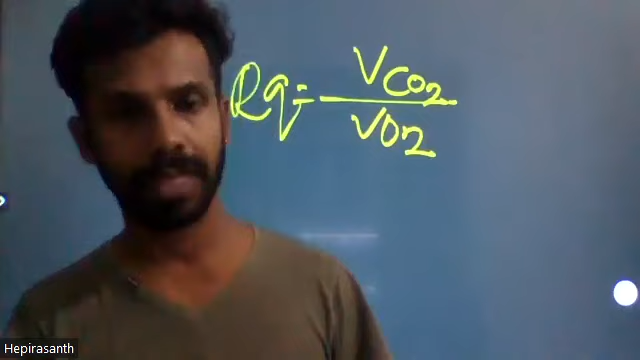 Rq = VCO2
VO2
Hepirasanth